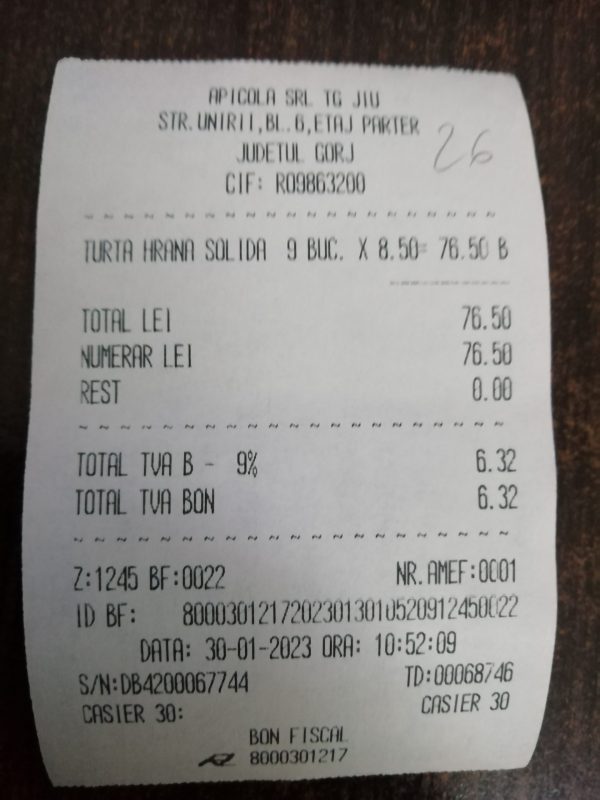 APICOLA SRL TG JIU
STR.UNIRII,BL.6,ETAJ PARTER
26
JUDETUL GORJ
CIF: RO9863200
TURTA HRANA SOLIDA 9 BUC. X 8.50= 76.50 B
TOTAL LEI 76.50
NUMERAR LEI 76.50
REST 0.00
TOTAL TVA B - 9% 6.32
TOTAL TVA BON 6.32
Z:1245 BF:0022 NR.AMEF:0001
ID BF: 80003012172023013010520912450022
DATA: 30-01-2023 ORA: 10:52:09
S/N:DB4200067744 TD:00068746
CASIER 30: CASIER 30
BON FISCAL
8000301217